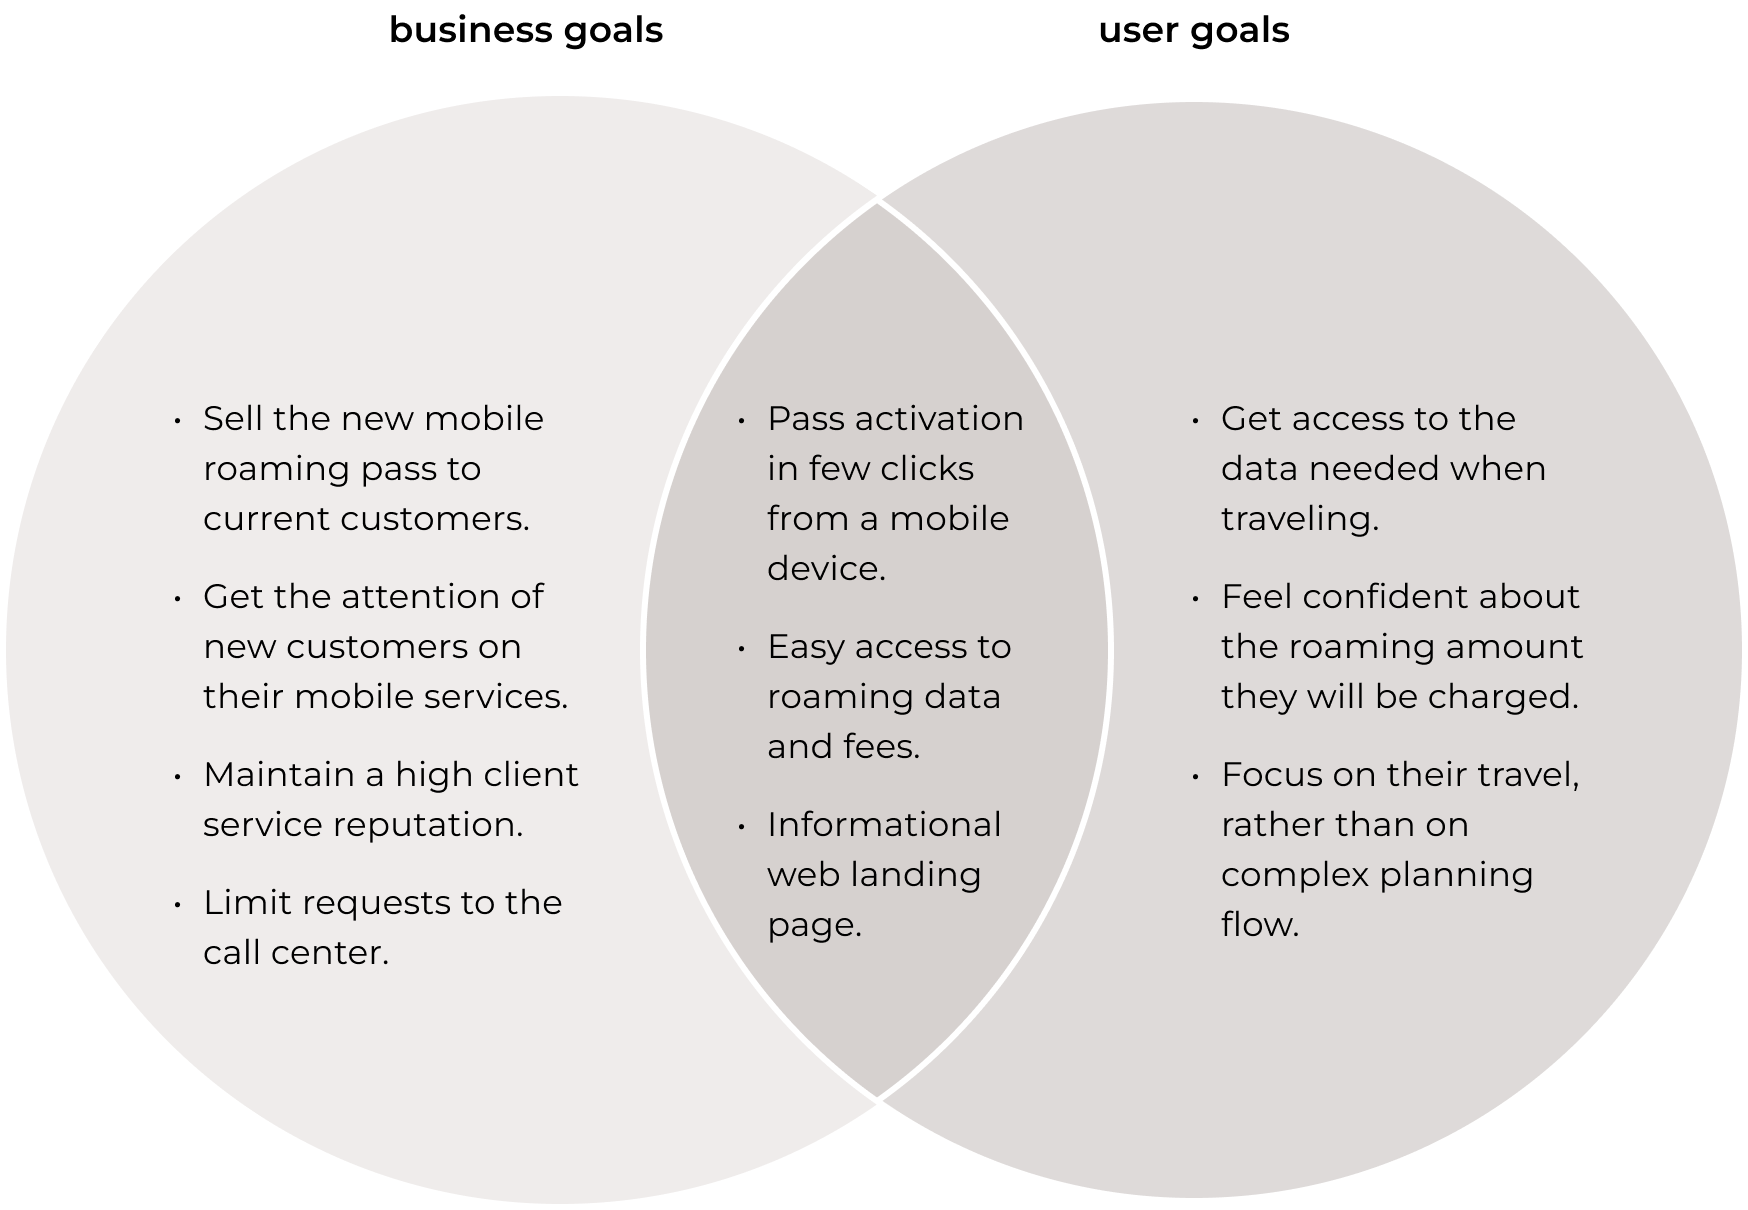 business goals
user goals
• Sell the new mobile
roaming pass to
current customers.
• Get the attention of
new customers on
their mobile services.
• Maintain a high client
service reputation.
• Limit requests to the
call center.
• Pass activation
in few clicks
from a mobile
device.
• Easy access to
roaming data
and fees.
• Informational
web landing
page.
• Get access to the
data needed when
traveling.
• Feel confident about
the roaming amount
they will be charged.
• Focus on their travel,
rather than on
complex planning
flow.